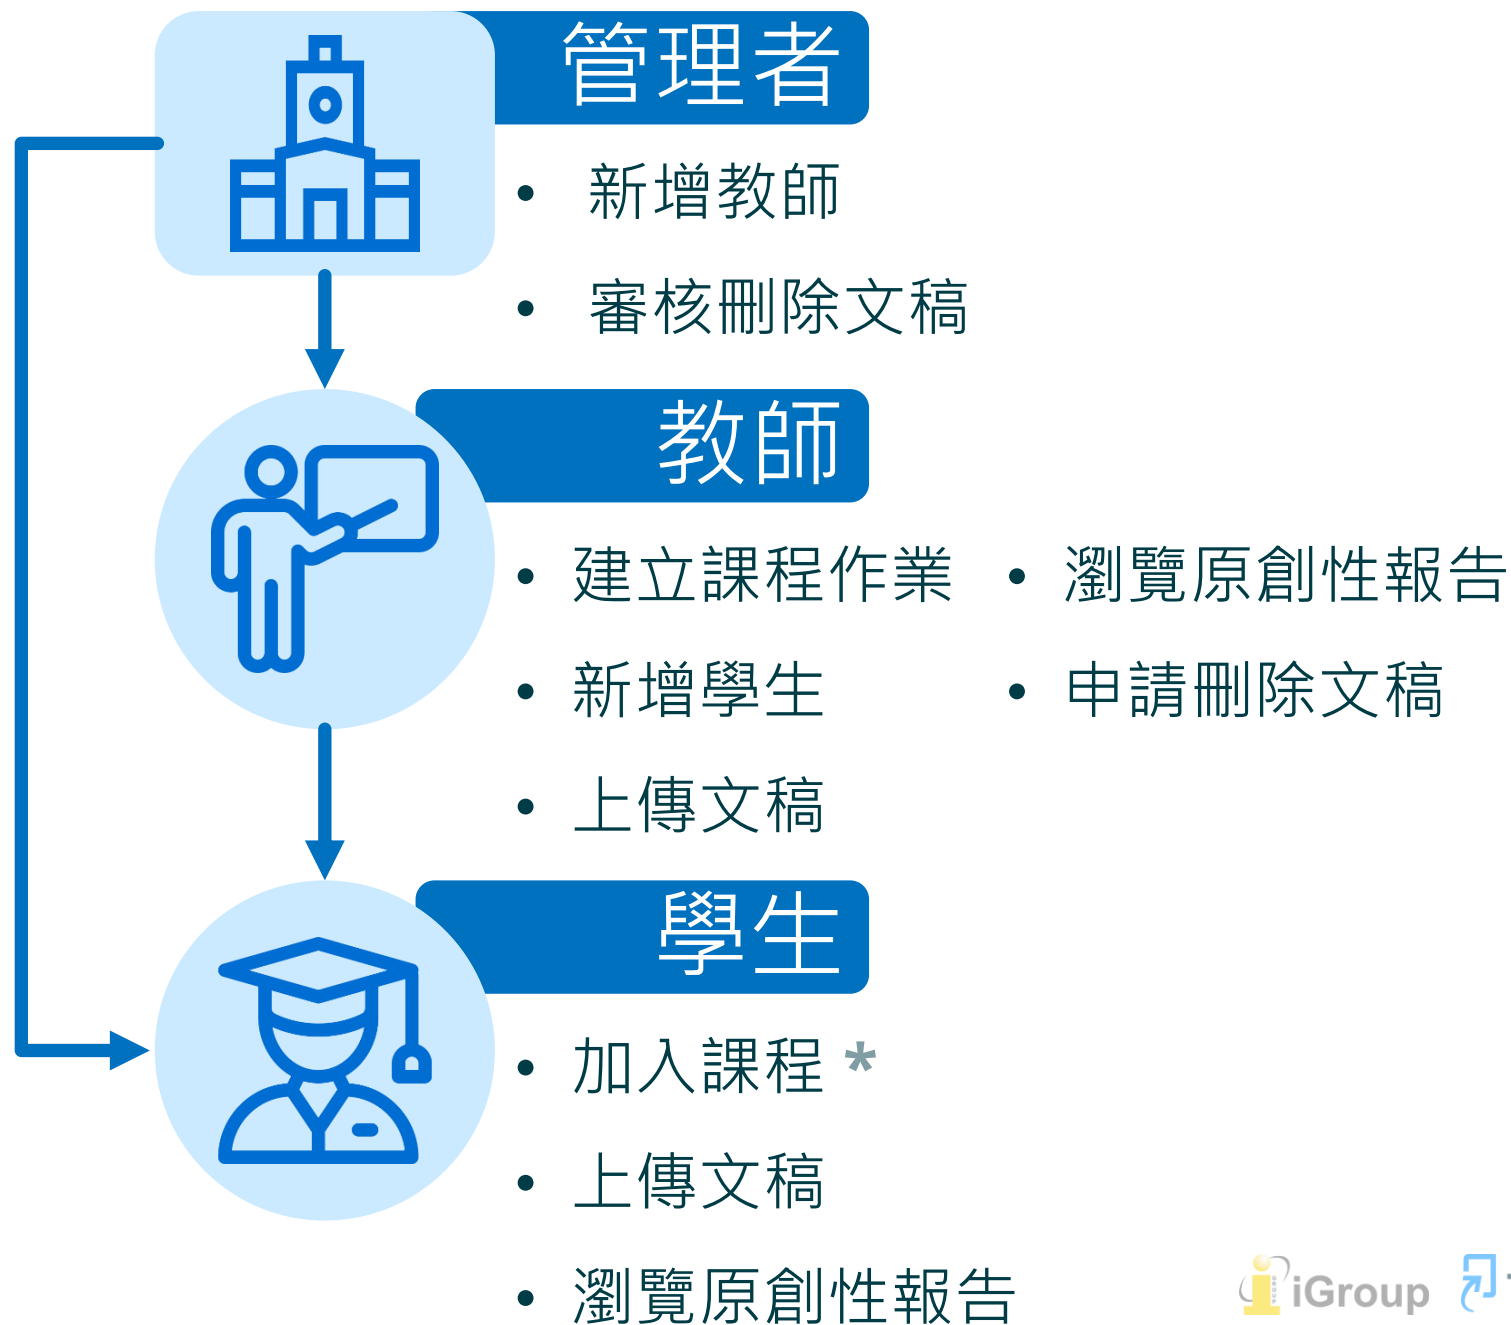 管理者
• 新增教師
• 審核刪除文稿
教師
• 建立課程作業
• 新增學生
• 上傳文稿
• 瀏覽原創性報告
• 申請刪除文稿
學生
• 加入課程 *
• 上傳文稿
• 瀏覽原創性報告
iGroup